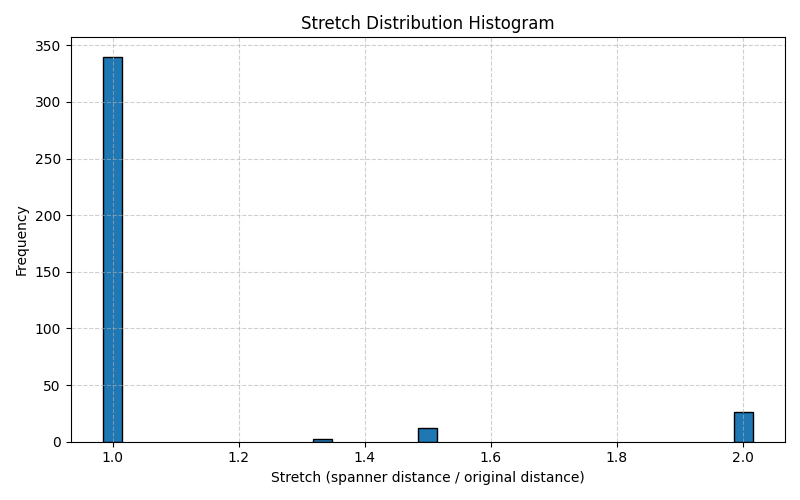 Stretch Distribution Histogram
350
300
250
200
150
100
50
0
Frequency
1.0 1.2 1.4 1.6 1.8 2.0
Stretch (spanner distance / original distance)